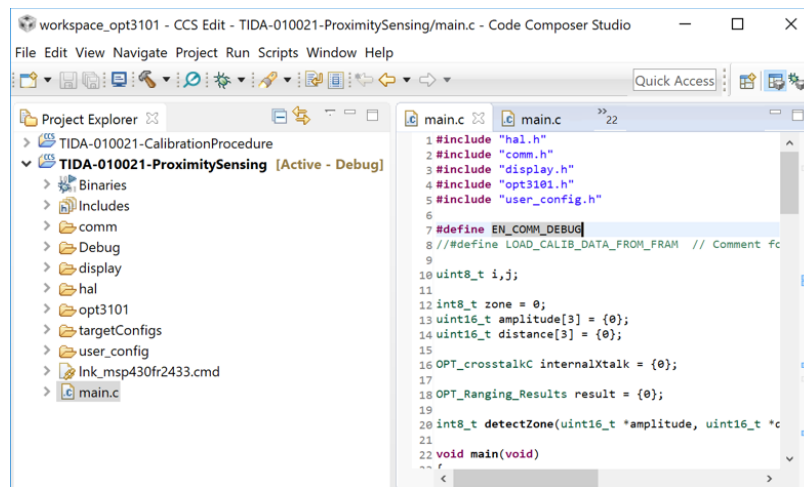 workspace_opt3101 - CCS Edit - TIDA-010021-ProximitySensing/main.c - Code Composer Studio
File Edit View Navigate Project Run Scripts Window Help
Quick Access
Project Explorer
TIDA-010021-CalibrationProcedure
TIDA-010021-ProximitySensing [Active - Debug]
Binaries
Includes
comm
Debug
display
hal
opt3101
targetConfigs
user_config
lnk_msp430fr2433.cmd
main.c
main.c main.c »22
1 #include "hal.h"
2 #include "comm.h"
3 #include "display.h"
4 #include "opt3101.h"
5 #include "user_config.h"
6
7 #define EN_COMM_DEBUG
8 //#define LOAD_CALIB_DATA_FROM_FRAM // Comment fo
9
10 uint8_t i,j;
11
12 int8_t zone = 0;
13 uint16_t amplitude[3] = {0};
14 uint16_t distance[3] = {0};
15
16 OPT_crosstalkC internalXtalk = {0};
17
18 OPT_Ranging_Results result = {0};
19
20 int8_t detectZone(uint16_t *amplitude, uint16_t *d
21
22 void main(void)